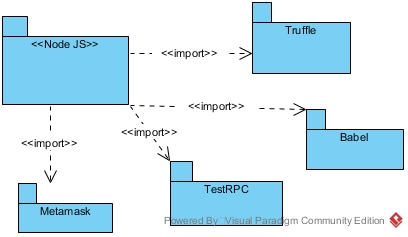 <<Node JS>>
Truffle
<<import>>
<<import>>
<<import>>
<<import>>
Babel
TestRPC
Metamask
Powered By Visual Paradigm Community Edition